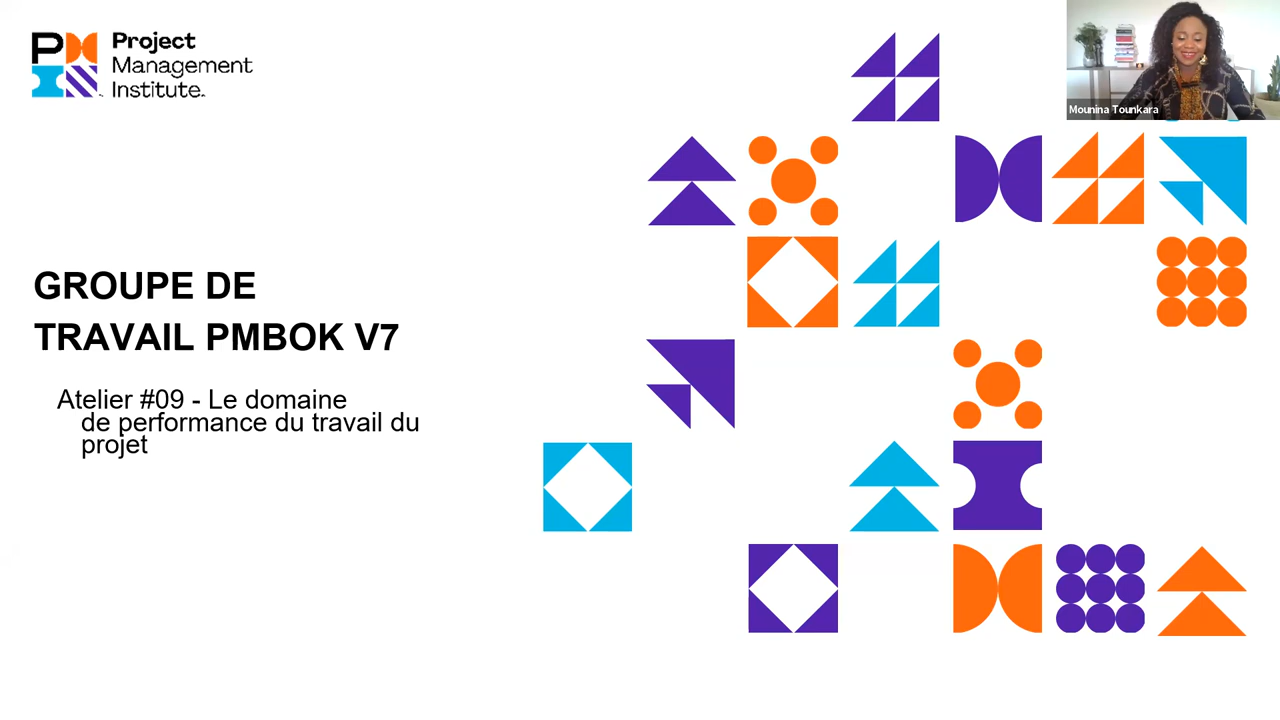 Project
Management
Institute.
Mounina Tounkara
GROUPE DE
TRAVAIL PMBOK V7
Atelier #09 - Le domaine
de performance du travail du
projet